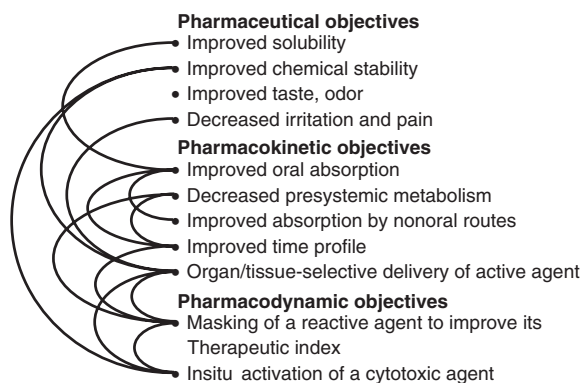 Pharmaceutical objectives
• Improved solubility
• Improved chemical stability
• Improved taste, odor
• Decreased irritation and pain
Pharmacokinetic objectives
• Improved oral absorption
• Decreased presystemic metabolism
• Improved absorption by nonoral routes
• Improved time profile
• Organ/tissue-selective delivery of active agent
Pharmacodynamic objectives
• Masking of a reactive agent to improve its
Therapeutic index
• Insitu activation of a cytotoxic agent